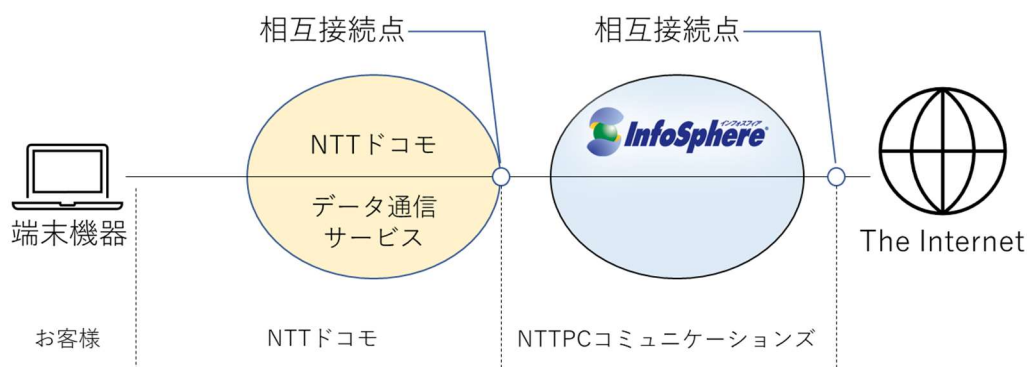 相互接続点
相互接続点
NTTドコモ
インフォスフィア
InfoSphere®
データ通信
サービス
端末機器
The Internet
お客様
NTTドコモ
NTTPCコミュニケーションズ